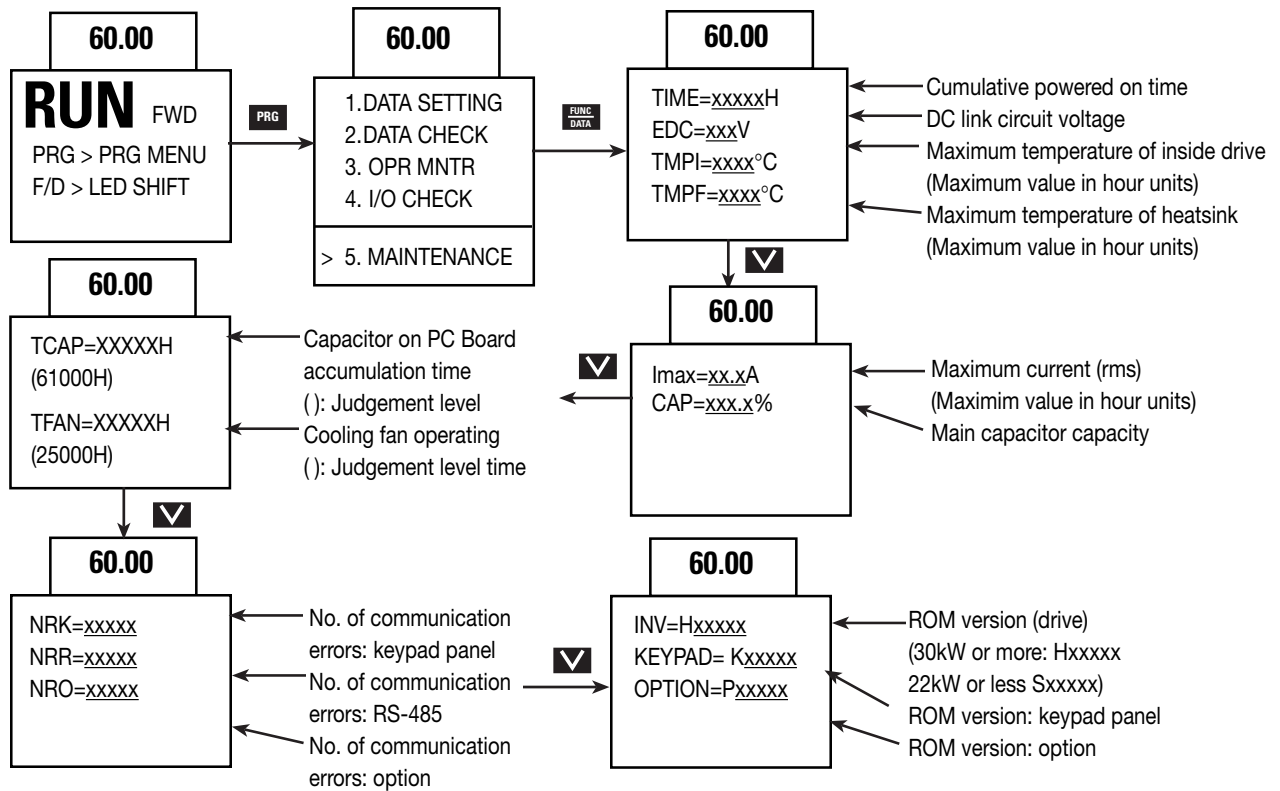 60.00
RUN FWD
PRG > PRG MENU
F/D > LED SHIFT
PRG
60.00
1.DATA SETTING
2.DATA CHECK
3. OPR MNTR
4. I/O CHECK
> 5. MAINTENANCE
FUNC
DATA
60.00
TIME=xxxxxH
EDC=xxxV
TMPI=xxxx°C
TMPF=xxxx°C
Cumulative powered on time
DC link circuit voltage
Maximum temperature of inside drive
(Maximum value in hour units)
Maximum temperature of heatsink
(Maximum value in hour units)
60.00
Imax=xx.xA
CAP=xxx.x%
Maximum current (rms)
(Maximim value in hour units)
Main capacitor capacity
60.00
TCAP=XXXXXH
(61000H)
TFAN=XXXXXH
(25000H)
Capacitor on PC Board
accumulation time
( ): Judgement level
Cooling fan operating
( ): Judgement level time
60.00
NRK=xxxxx
NRR=xxxxx
NRO=xxxxx
No. of communication
errors: keypad panel
No. of communication
errors: RS-485
No. of communication
errors: option
60.00
INV=Hxxxxx
KEYPAD= Kxxxxx
OPTION=Pxxxxx
ROM version (drive)
(30kW or more: Hxxxxx
22kW or less Sxxxxx)
ROM version: keypad panel
ROM version: option